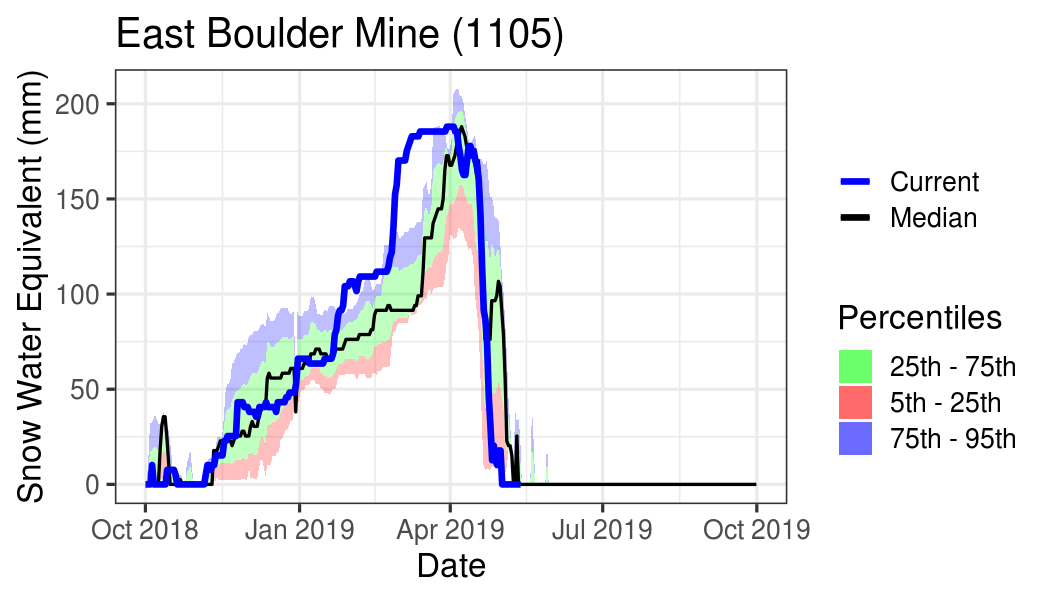 East Boulder Mine (1105)
Snow Water Equivalent (mm)
200
150
100
50
0
Oct 2018
Jan 2019
Apr 2019
Jul 2019
Oct 2019
Date
Current
Median
Percentiles
25th - 75th
5th - 25th
75th - 95th